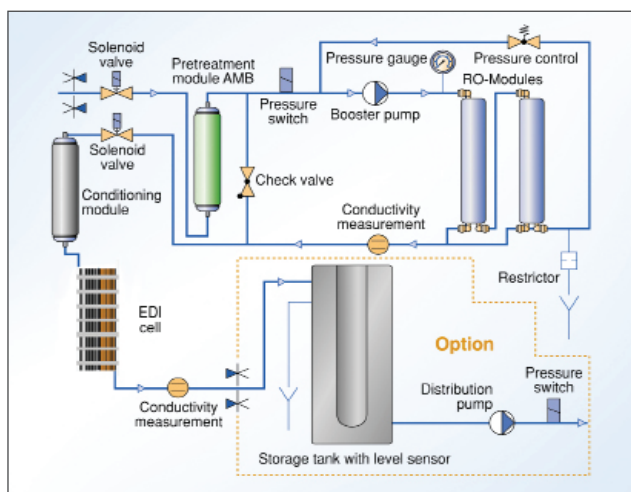 Solenoid
valve
Pretreatment
module AMB
Pressure gauge
Pressure control
RO-Modules
Pressure
switch
Booster pump
Solenoid
valve
Conditioning
module
Check valve
Conductivity
measurement
Restrictor
EDI
cell
Option
Conductivity
measurement
Distribution
pump
Pressure
switch
Storage tank with level sensor